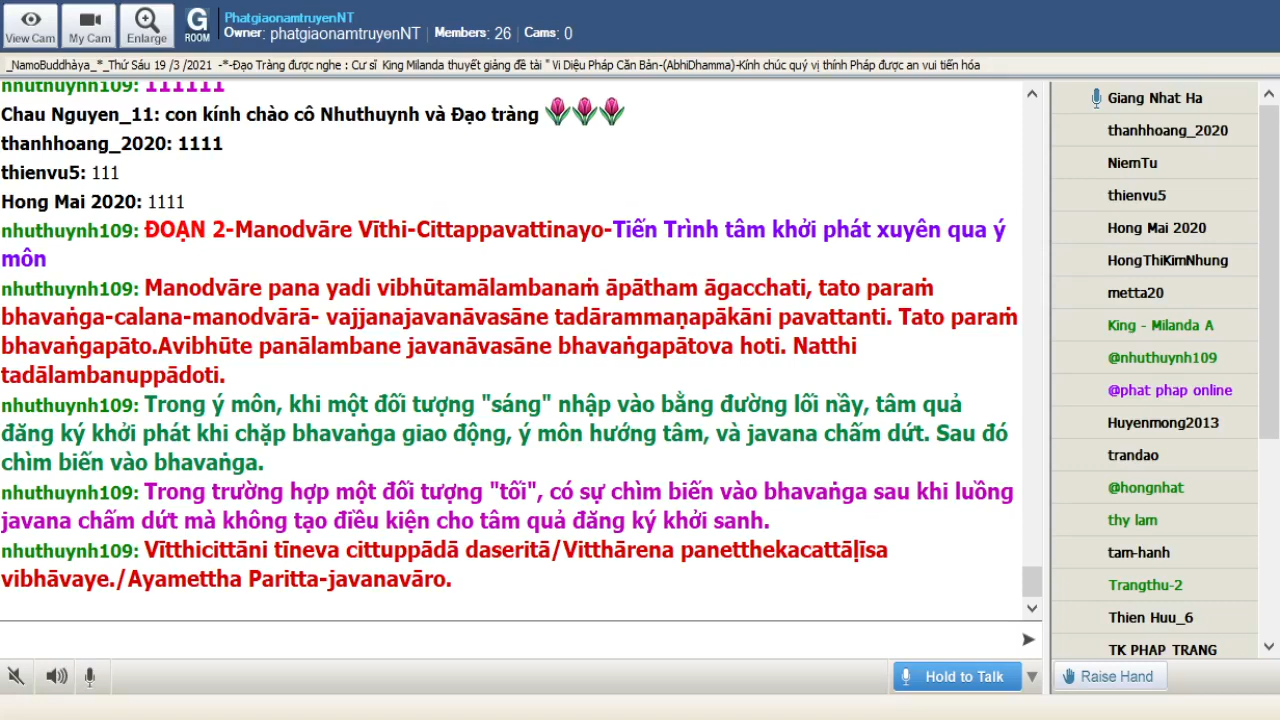 View Cam
My Cam
Enlarge
G
ROOM
PhatgiaonamtruyenNT
Owner: phatgiaonamtruyenNT | Members: 26 | Cams: 0
_NamoBuddhàya_*_Thứ Sáu 19 /3 /2021 -*-Đạo Tràng được nghe : Cư sĩ King Milanda thuyết giảng đề tài " Vi Diệu Pháp Căn Bản-(AbhiDhamma)-Kính chúc quý vị thính Pháp được an vui tiến hóa
nhuthuynh109: 111111
Chau Nguyen_11: con kính chào cô Nhuthuynh và Đạo tràng
thanhhoang_2020: 1111
thienvu5: 111
Hong Mai 2020: 1111
nhuthuynh109: ĐOẠN 2-Manodvāre Vīthi-Cittappavattinayo-Tiến Trình tâm khởi phát xuyên qua ý
môn
nhuthuynh109: Manodvāre pana yadi vibhūtamālambanaṁ āpātham āgacchati, tato paraṁ
bhavaṅga-calana-manodvārā- vajjanajavanāvasāne tadārammaṇapākāni pavattanti. Tato paraṁ
bhavaṅgapāto.Avibhūte panālambane javanāvasāne bhavaṅgapātova hoti. Natthi
tadālambanuppādoti.
nhuthuynh109: Trong ý môn, khi một đối tượng "sáng" nhập vào bằng đường lối nầy, tâm quả
đăng ký khởi phát khi chặp bhavaṅga giao động, ý môn hướng tâm, và javana chấm dứt. Sau đó
chìm biến vào bhavaṅga.
nhuthuynh109: Trong trường hợp một đối tượng "tối", có sự chìm biến vào bhavaṅga sau khi luồng
javana chấm dứt mà không tạo điều kiện cho tâm quả đăng ký khởi sanh.
nhuthuynh109: Vītthicittāni tīneva cittuppādā daseritā/Vitthārena panetthekacattāḷīsa
vibhāvaye./Ayamettha Paritta-javanavāro.
Giang Nhat Ha
thanhhoang_2020
NiemTu
thienvu5
Hong Mai 2020
HongThiKimNhung
metta20
King - Milanda A
@nhuthuynh109
@phat phap online
Huyenmong2013
trandao
@hongnhat
thy lam
tam-hanh
Trangthu-2
Thien Huu_6
TK PHAP TRANG
Hold to Talk
Raise Hand